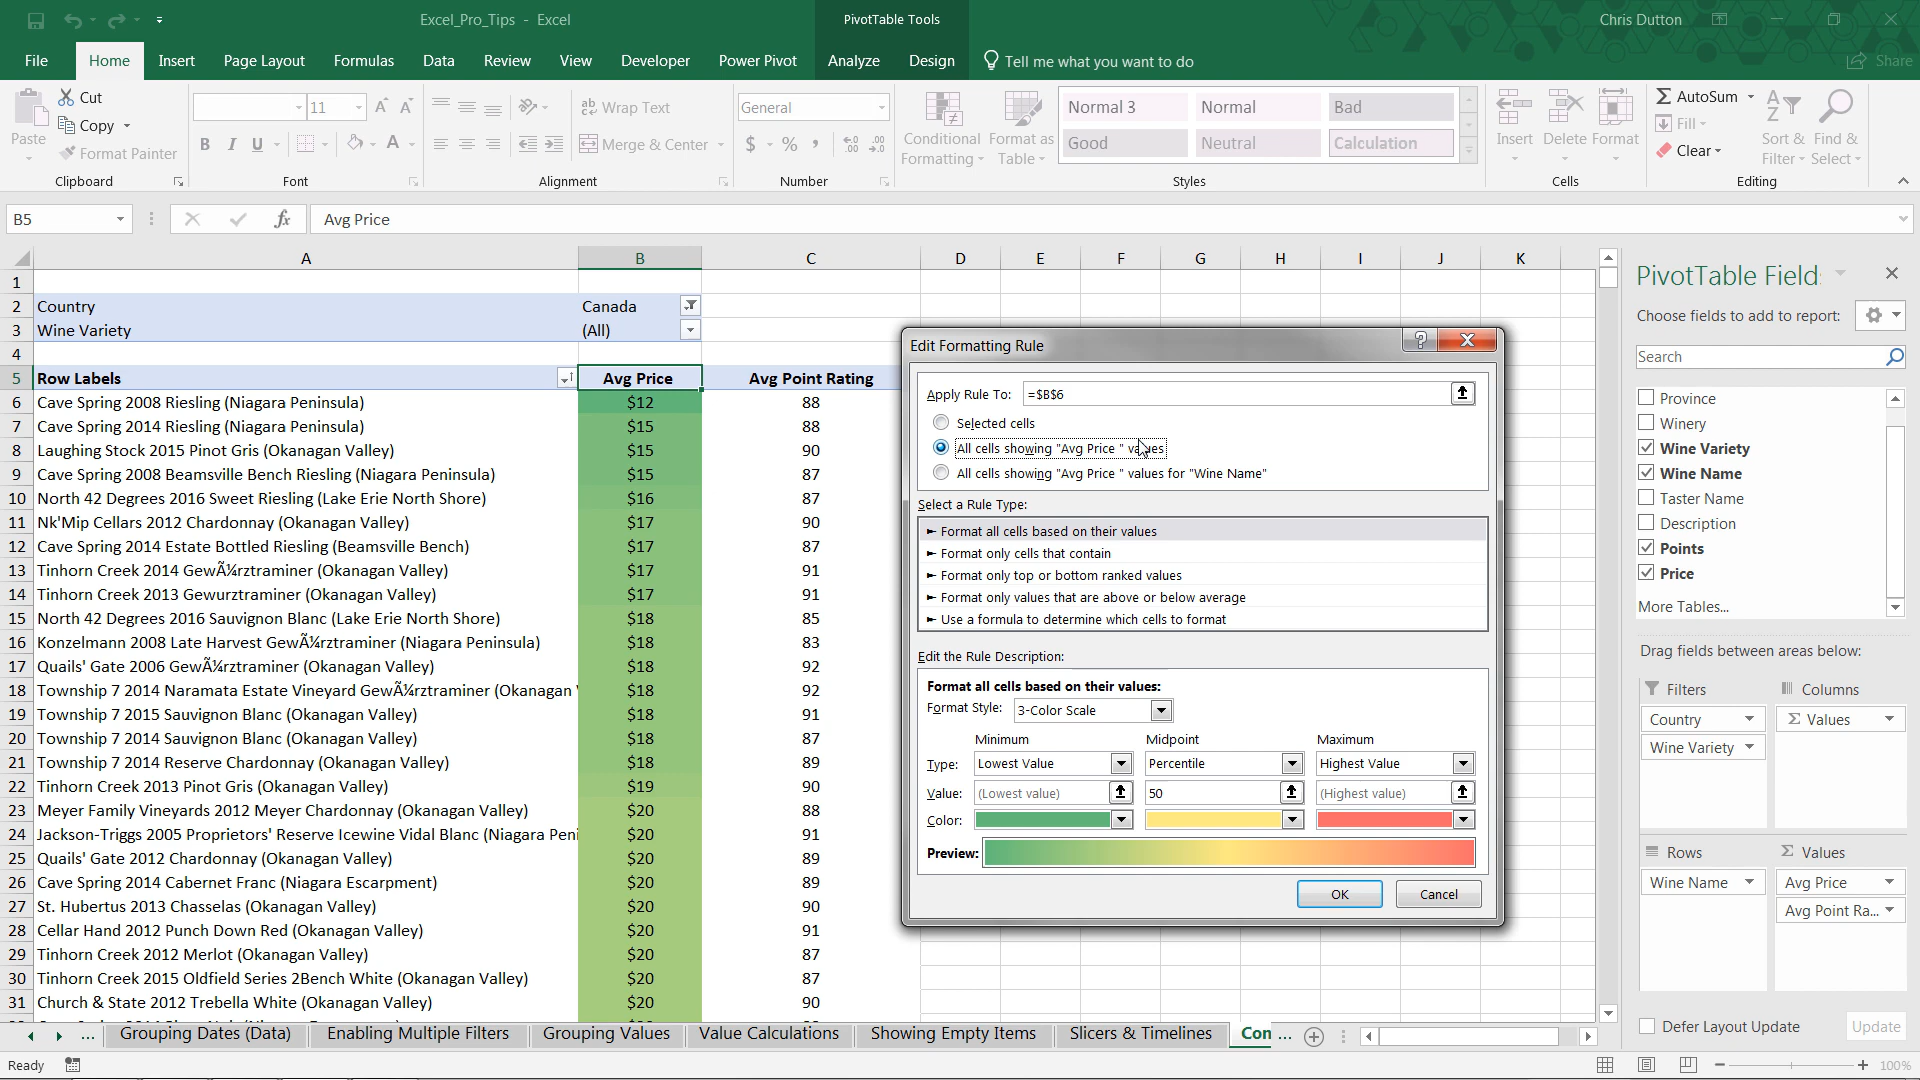 Excel_Pro_Tips - Excel
PivotTable Tools
Chris Dutton
File Home Insert Page Layout Formulas Data Review View Developer Power Pivot Analyze Design Tell me what you want to do Share
Paste
Cut
Copy
Format Painter
Clipboard
11
B I U
Font
Wrap Text
Merge & Center
Alignment
General
$ % ,
Number
Conditional Formatting
Format as Table
Normal 3 Normal Bad
Good Neutral Calculation
Styles
Insert Delete Format
Cells
AutoSum
Fill
Clear
Sort & Filter
Find & Select
Editing
B5 fx Avg Price
A B C D E F G H I J K
1
2 Country Canada
3 Wine Variety (All)
4
5 Row Labels Avg Price Avg Point Rating
6 Cave Spring 2008 Riesling (Niagara Peninsula) $12 88
7 Cave Spring 2014 Riesling (Niagara Peninsula) $15 88
8 Laughing Stock 2015 Pinot Gris (Okanagan Valley) $15 90
9 Cave Spring 2008 Beamsville Bench Riesling (Niagara Peninsula) $15 87
10 North 42 Degrees 2016 Sweet Riesling (Lake Erie North Shore) $16 87
11 Nk'Mip Cellars 2012 Chardonnay (Okanagan Valley) $17 90
12 Cave Spring 2014 Estate Bottled Riesling (Beamsville Bench) $17 87
13 Tinhorn Creek 2014 GewÃ¼rztraminer (Okanagan Valley) $17 91
14 Tinhorn Creek 2013 Gewurztraminer (Okanagan Valley) $17 91
15 North 42 Degrees 2016 Sauvignon Blanc (Lake Erie North Shore) $18 85
16 Konzelmann 2008 Late Harvest GewÃ¼rztraminer (Niagara Peninsula) $18 83
17 Quails' Gate 2006 GewÃ¼rztraminer (Okanagan Valley) $18 92
18 Township 7 2014 Naramata Estate Vineyard GewÃ¼rztraminer (Okanagan $18 92
19 Township 7 2015 Sauvignon Blanc (Okanagan Valley) $18 91
20 Township 7 2014 Sauvignon Blanc (Okanagan Valley) $18 87
21 Township 7 2014 Reserve Chardonnay (Okanagan Valley) $18 89
22 Tinhorn Creek 2013 Pinot Gris (Okanagan Valley) $19 90
23 Meyer Family Vineyards 2012 Meyer Chardonnay (Okanagan Valley) $20 88
24 Jackson-Triggs 2005 Proprietors' Reserve Icewine Vidal Blanc (Niagara Peni $20 91
25 Quails' Gate 2012 Chardonnay (Okanagan Valley) $20 89
26 Cave Spring 2014 Cabernet Franc (Niagara Escarpment) $20 89
27 St. Hubertus 2013 Chasselas (Okanagan Valley) $20 90
28 Cellar Hand 2012 Punch Down Red (Okanagan Valley) $20 91
29 Tinhorn Creek 2012 Merlot (Okanagan Valley) $20 87
30 Tinhorn Creek 2015 Oldfield Series 2Bench White (Okanagan Valley) $20 87
31 Church & State 2012 Trebella White (Okanagan Valley) $20 90
Edit Formatting Rule
Apply Rule To: =$B$6
Selected cells
All cells showing "Avg Price " values
All cells showing "Avg Price " values for "Wine Name"
Select a Rule Type:
► Format all cells based on their values
► Format only cells that contain
► Format only top or bottom ranked values
► Format only values that are above or below average
► Use a formula to determine which cells to format
Edit the Rule Description:
Format all cells based on their values:
Format Style: 3-Color Scale
Minimum Midpoint Maximum
Type: Lowest Value Percentile Highest Value
Value: (Lowest value) 50 (Highest value)
Color:
Preview:
OK Cancel
PivotTable Field
Choose fields to add to report:
Search
Province
Winery
Wine Variety
Wine Name
Taster Name
Description
Points
Price
More Tables...
Drag fields between areas below:
Filters Columns
Country Σ Values
Wine Variety
Rows Σ Values
Wine Name Avg Price
Avg Point Ra...
Defer Layout Update Update
... Grouping Dates (Data) Enabling Multiple Filters Grouping Values Value Calculations Showing Empty Items Slicers & Timelines Con ...
Ready 100%